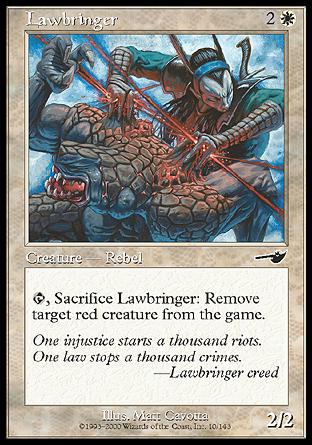 Lawbringer 2
Creature — Rebel
, Sacrifice Lawbringer: Remove
target red creature from the game.
One injustice starts a thousand riots.
One law stops a thousand crimes.
—Lawbringer creed
Illus. Matt Cavotta
©1993-2000 Wizards of the Coast, Inc. 10/143
2/2